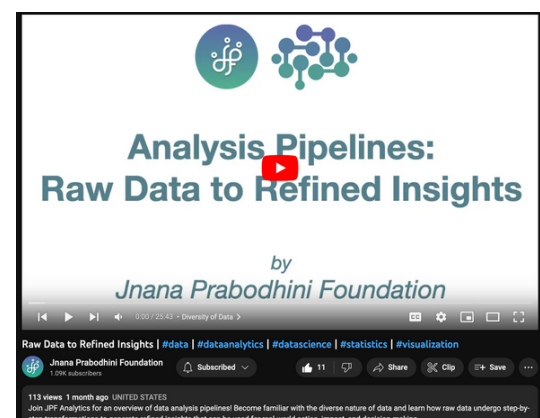 jfp
Analysis Pipelines:
Raw Data to Refined Insights
by
Jnana Prabodhini Foundation
0:00 / 25:43 • Diversity of Data >
CC
Raw Data to Refined Insights | #data | #dataanalytics | #datascience | #statistics | #visualization
jfp
Jnana Prabodhini Foundation
1.09K subscribers
Subscribed
11
Share
Clip
Save
113 views 1 month ago UNITED STATES
Join JPF Analytics for an overview of data analysis pipelines! Become familiar with the diverse nature of data and learn how raw data undergo step-by-